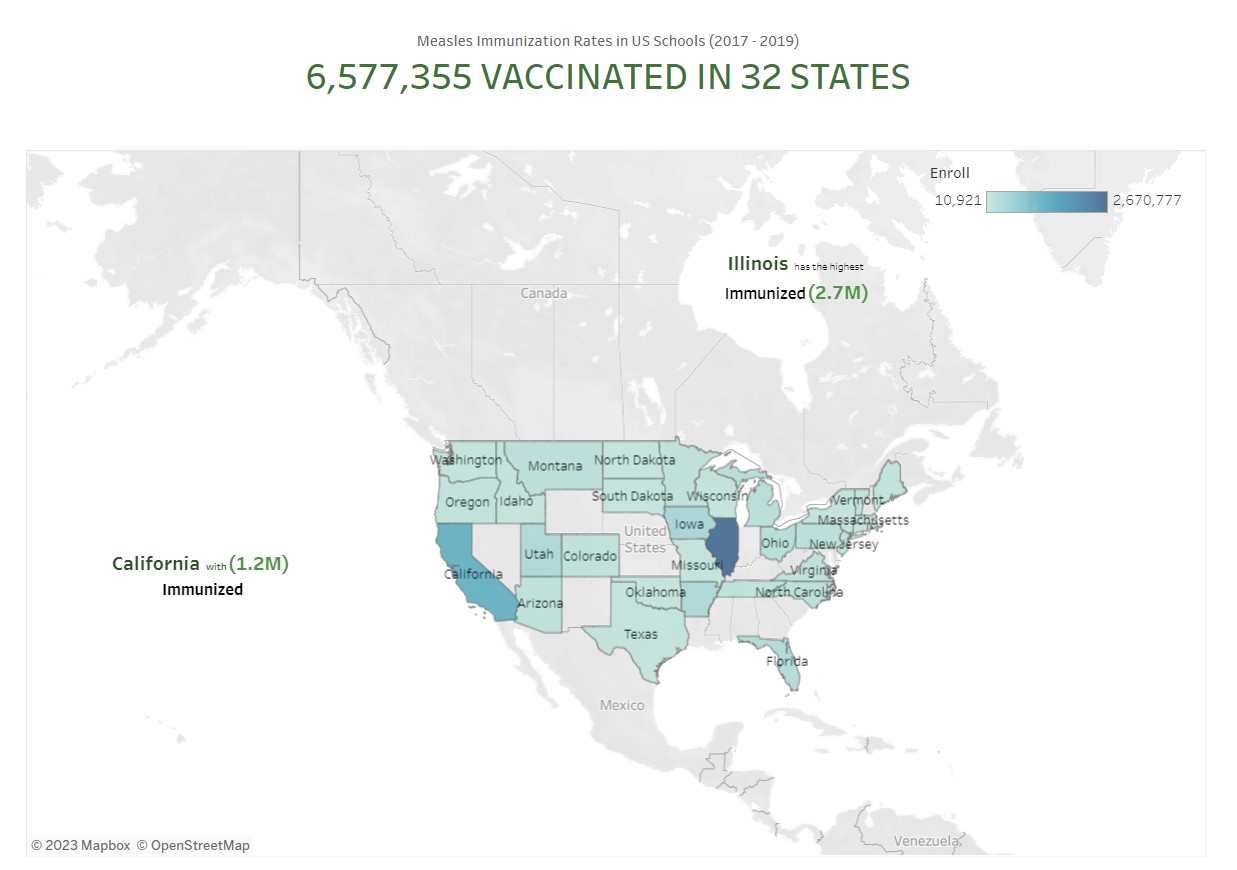 Measles Immunization Rates in US Schools (2017 - 2019)
6,577,355 VACCINATED IN 32 STATES
Enroll
10,921 2,670,777
Illinois has the highest
Immunized (2.7M)
Canada
Washington
Montana
North Dakota
Oregon
Idaho
South Dakota
Wisconsin
Vermont
Massachusetts
Iowa
United
States
Utah
Colorado
Ohio
New Jersey
California with (1.2M)
Immunized
California
Missouri
Virginia
Arizona
Oklahoma
North Carolina
Texas
Florida
Mexico
Venezuela
© 2023 Mapbox © OpenStreetMap